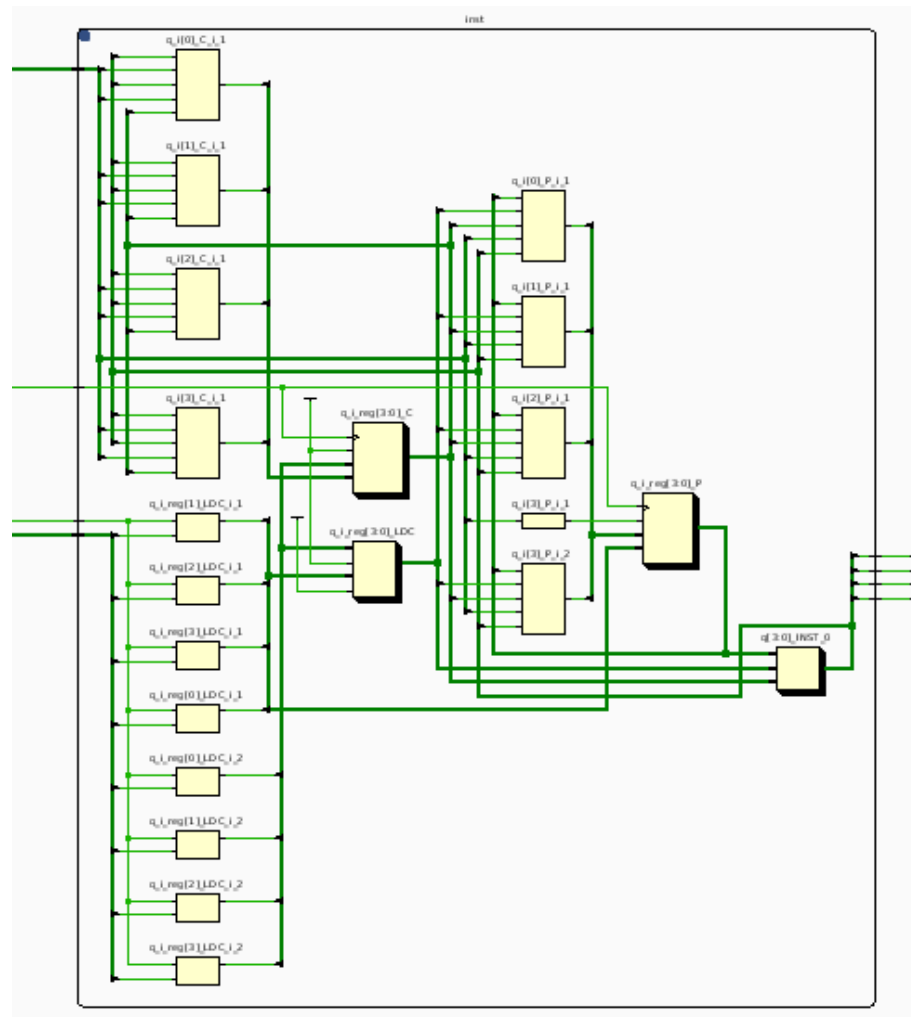 inst
q_i[0]_C_i_1
q_i[1]_C_i_1
q_i[2]_C_i_1
q_i[3]_C_i_1
q_i_reg[1]_LDC_i_1
q_i_reg[2]_LDC_i_1
q_i_reg[3]_LDC_i_1
q_i_reg[0]_LDC_i_1
q_i_reg[0]_LDC_i_2
q_i_reg[1]_LDC_i_2
q_i_reg[2]_LDC_i_2
q_i_reg[3]_LDC_i_2
q_i_reg[3:0]_C
q_i_reg[3:0]_LDC
q_i[0]_P_i_1
q_i[1]_P_i_1
q_i[2]_P_i_1
q_i[3]_P_i_1
q_i[3]_P_i_2
q_i_reg[3:0]_P
q[3:0]_INST_0